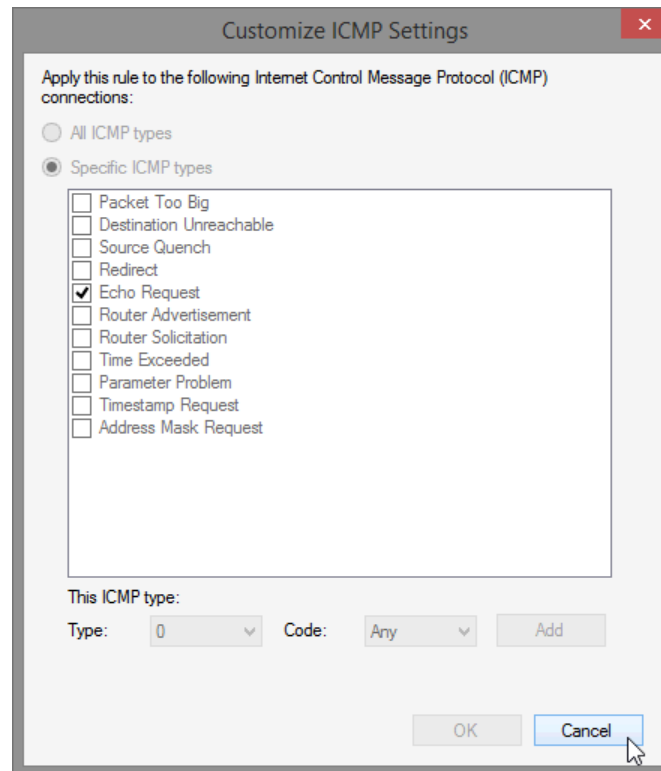 Customize ICMP Settings
Apply this rule to the following Internet Control Message Protocol (ICMP)
connections:
All ICMP types
Specific ICMP types
Packet Too Big
Destination Unreachable
Source Quench
Redirect
Echo Request
Router Advertisement
Router Solicitation
Time Exceeded
Parameter Problem
Timestamp Request
Address Mask Request
This ICMP type:
Type: 0 Code: Any Add
OK Cancel